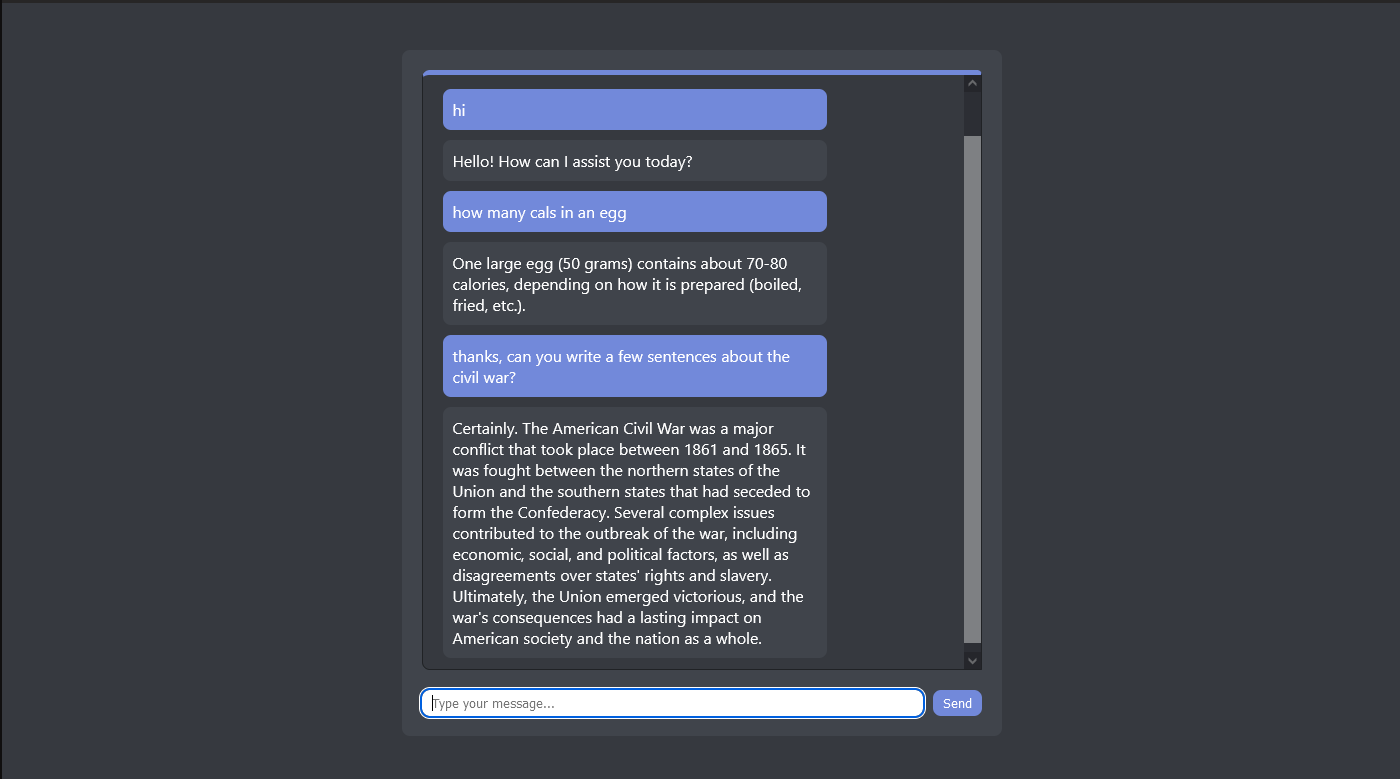 hi
Hello! How can I assist you today?
how many cals in an egg
One large egg (50 grams) contains about 70-80
calories, depending on how it is prepared (boiled,
fried, etc.).
thanks, can you write a few sentences about the
civil war?
Certainly. The American Civil War was a major
conflict that took place between 1861 and 1865. It
was fought between the northern states of the
Union and the southern states that had seceded to
form the Confederacy. Several complex issues
contributed to the outbreak of the war, including
economic, social, and political factors, as well as
disagreements over states' rights and slavery.
Ultimately, the Union emerged victorious, and the
war's consequences had a lasting impact on
American society and the nation as a whole.
Type your message...
Send